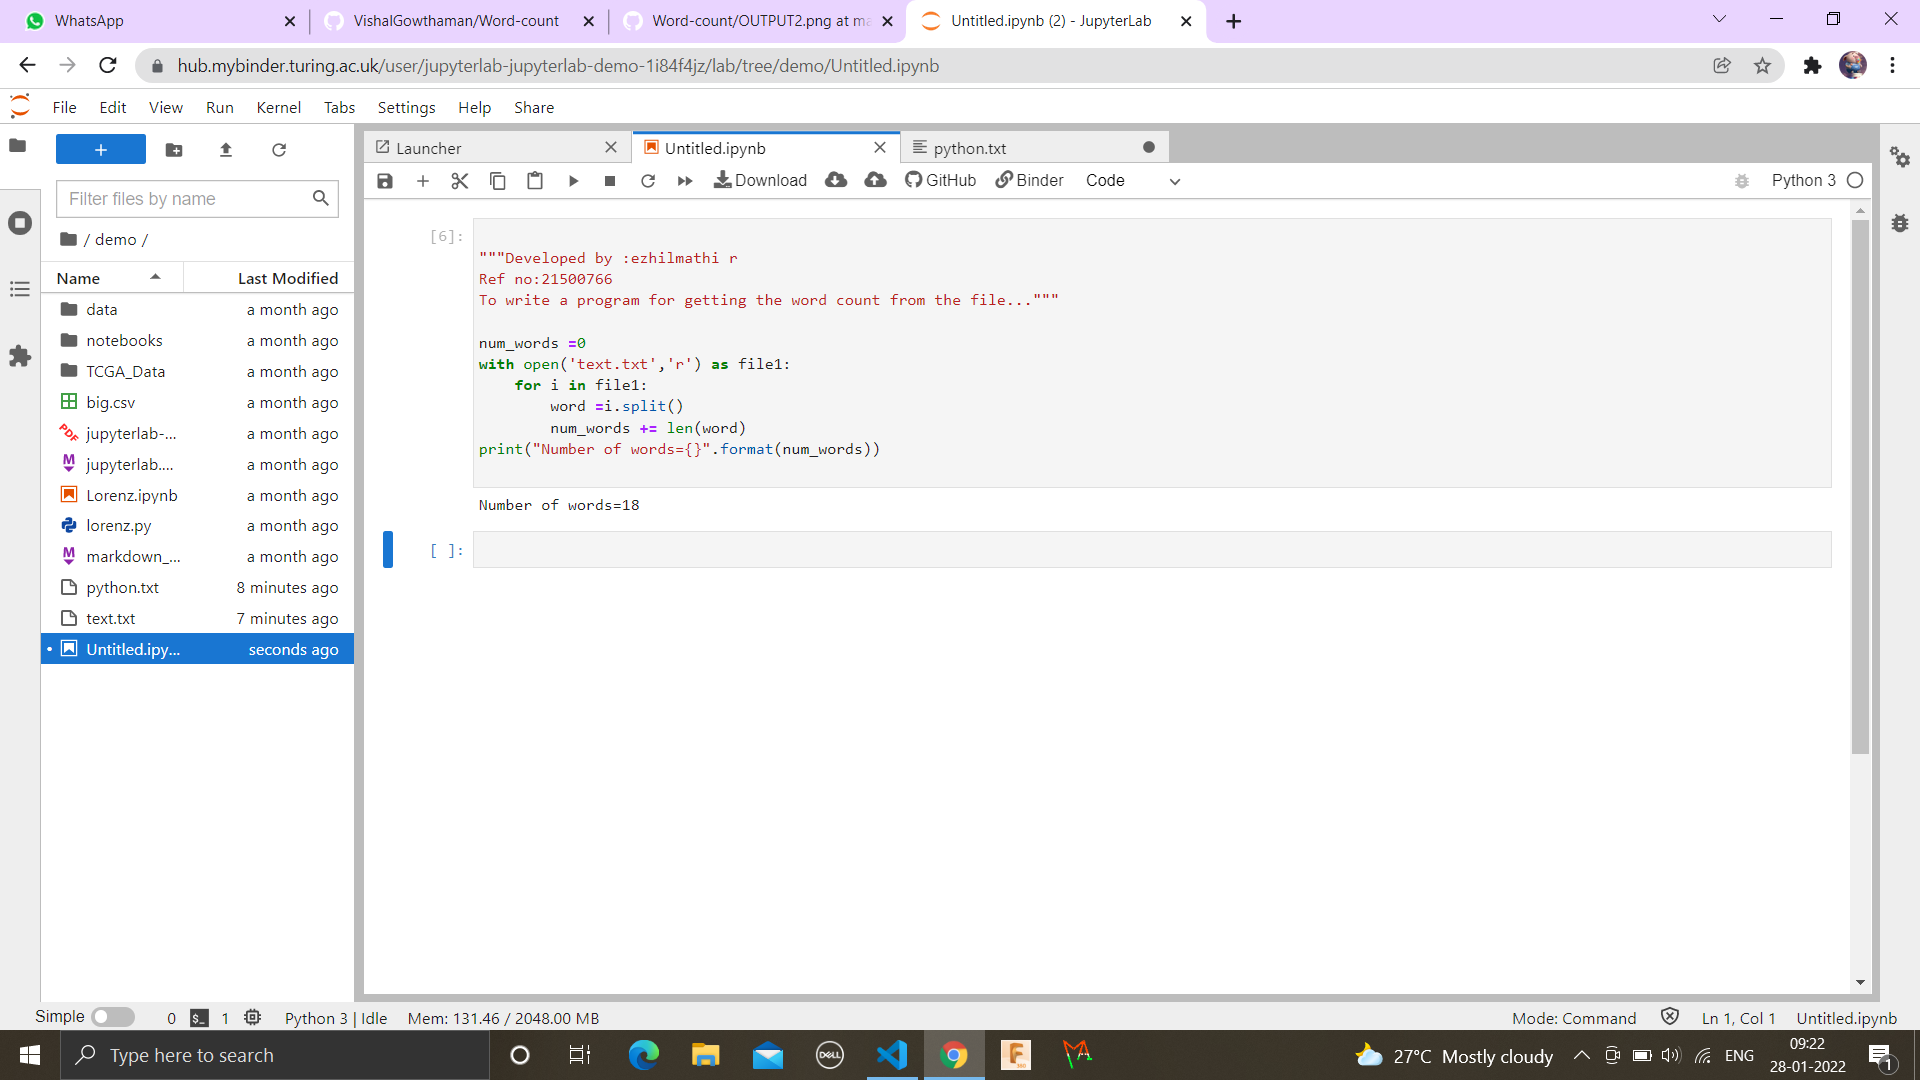 WhatsApp
VishalGowthaman/Word-count
Word-count/OUTPUT2.png at ma
Untitled.ipynb (2) - JupyterLab
hub.mybinder.turing.ac.uk/user/jupyterlab-jupyterlab-demo-1i84f4jz/lab/tree/demo/Untitled.ipynb
File Edit View Run Kernel Tabs Settings Help Share
Launcher
Untitled.ipynb
python.txt
Download GitHub Binder Code Python 3
Filter files by name
/ demo /
Name Last Modified
data a month ago
notebooks a month ago
TCGA_Data a month ago
big.csv a month ago
PDF jupyterlab-... a month ago
M jupyterlab.... a month ago
Lorenz.ipynb a month ago
lorenz.py a month ago
M markdown_... a month ago
python.txt 8 minutes ago
text.txt 7 minutes ago
Untitled.ipy... seconds ago
[6]:
"""Developed by :ezhilmathi r
Ref no:21500766
To write a program for getting the word count from the file..."""
num_words =0
with open('text.txt','r') as file1:
    for i in file1:
        word =i.split()
        num_words += len(word)
print("Number of words={}".format(num_words))
Number of words=18
[ ]:
Simple 0 $_ 1 Python 3 | Idle Mem: 131.46 / 2048.00 MB Mode: Command Ln 1, Col 1 Untitled.ipynb
Type here to search
DELL
F
360
27°C Mostly cloudy
ENG
09:22
28-01-2022
1